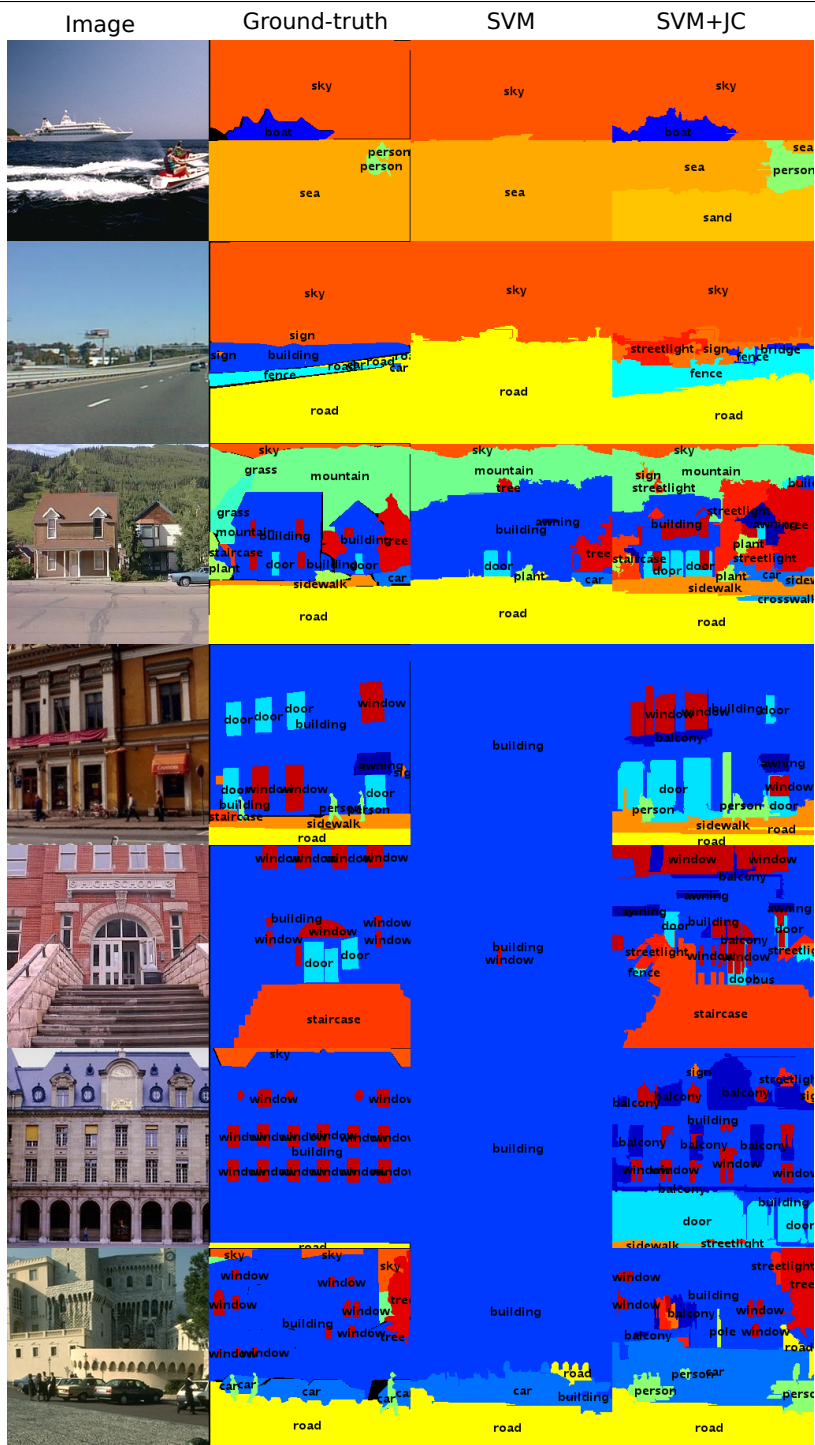 Image Ground-truth SVM SVM+JC
sky sky sky
boat boat
person sea
person sea person
sea sea
sand
sky sky sky
sign
sign building streetlight sign fence bridge
road car road car
fence fence
road road road
sky sky sky
grass mountain mountain sign mountain
tree streetlight
grass building awning streetlight
mountain building building tree building awning tree
staircase tree staircase plant
plant door building door door door door streetlight
sidewalk car plant car plant car
sidewalk crosswalk
road road road
door door door window window window building door
building building balcony
awning awning
door window window door door window
building person person person person door
staircase sidewalk sidewalk road
road road
window window window window window window
balcony
awning
building window awning awning
window window building door building door
window window balcony
door door window streetlight window window
fence
staircase staircase
HIGH-SCHOOL
sky sign streetlight
window window balcony balcony balcony
window window window window window building
building building balcony balcony balcony
window window window window window window window window
balcony
building
door door
road sidewalk streetlight
sky sky streetlight
window window sky window tree
window window tree building window building
building balcony
window tree balcony pole window
window window road
road
car car car car car person car
building person
road road road